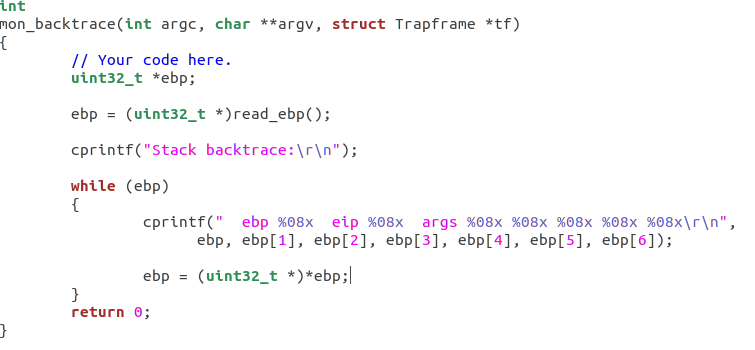 int
mon_backtrace(int argc, char **argv, struct Trapframe *tf)
{
        // Your code here.
        uint32_t *ebp;

        ebp = (uint32_t *)read_ebp();

        cprintf("Stack backtrace:\r\n");

        while (ebp)
        {
                cprintf("  ebp %08x  eip %08x  args %08x %08x %08x %08x %08x\r\n",
                      ebp, ebp[1], ebp[2], ebp[3], ebp[4], ebp[5], ebp[6]);

                ebp = (uint32_t *)*ebp;
        }
        return 0;
}